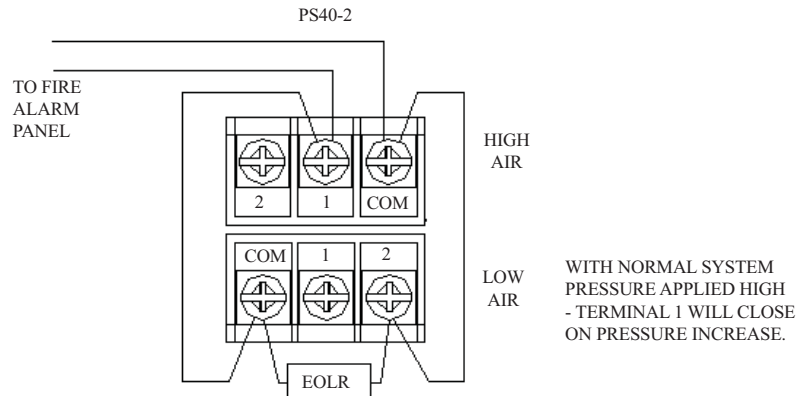 PS40-2
TO FIRE
ALARM
PANEL
HIGH
AIR
2 1 COM
COM 1 2
LOW
AIR
WITH NORMAL SYSTEM
PRESSURE APPLIED HIGH
- TERMINAL 1 WILL CLOSE
ON PRESSURE INCREASE.
EOLR